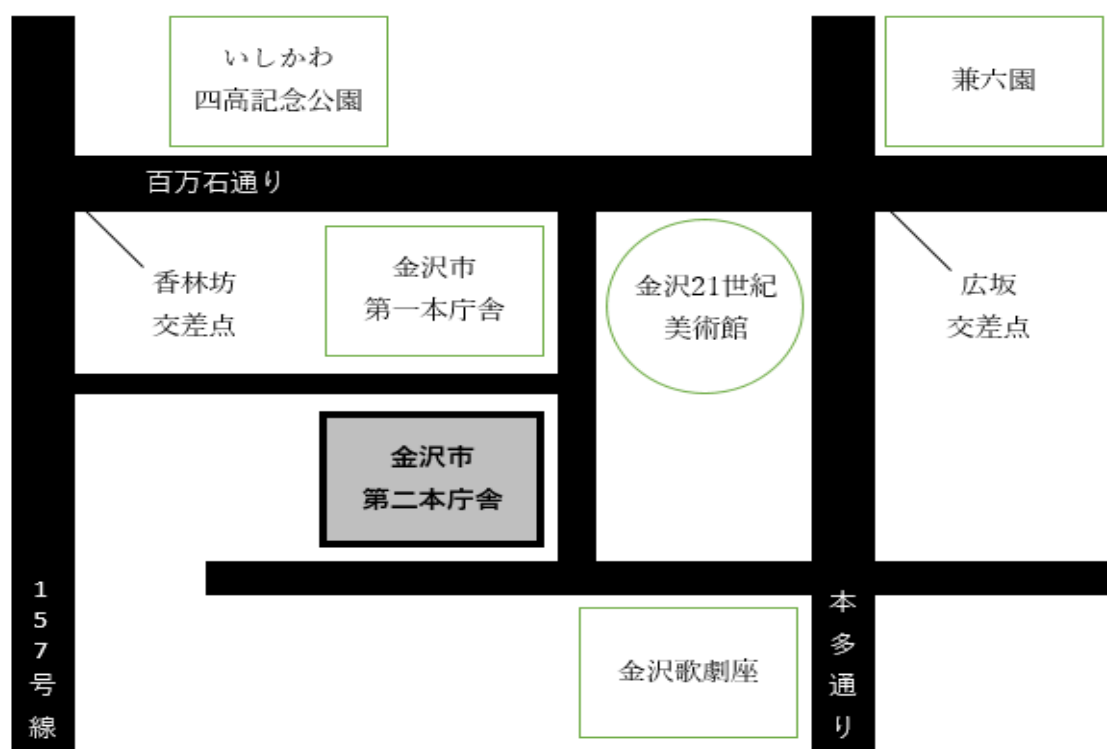 いしかわ
四高記念公園
兼六園
百万石通り
香林坊
交差点
金沢市
第一本庁舎
金沢21世紀
美術館
広坂
交差点
金沢市
第二本庁舎
157号線
本多通り
金沢歌劇座